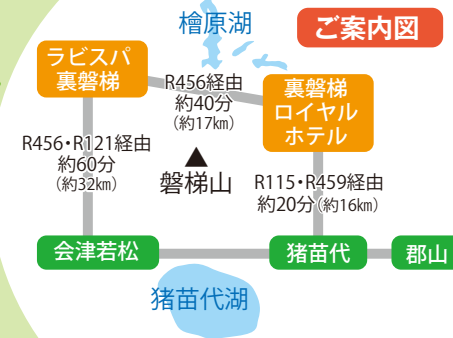 檜原湖
ご案内図
ラビスパ
裏磐梯
R456経由
約40分
(約17km)
裏磐梯
ロイヤル
ホテル
R456・R121経由
約60分
(約32km)
磐梯山
R115・R459経由
約20分(約16km)
会津若松
猪苗代
郡山
猪苗代湖